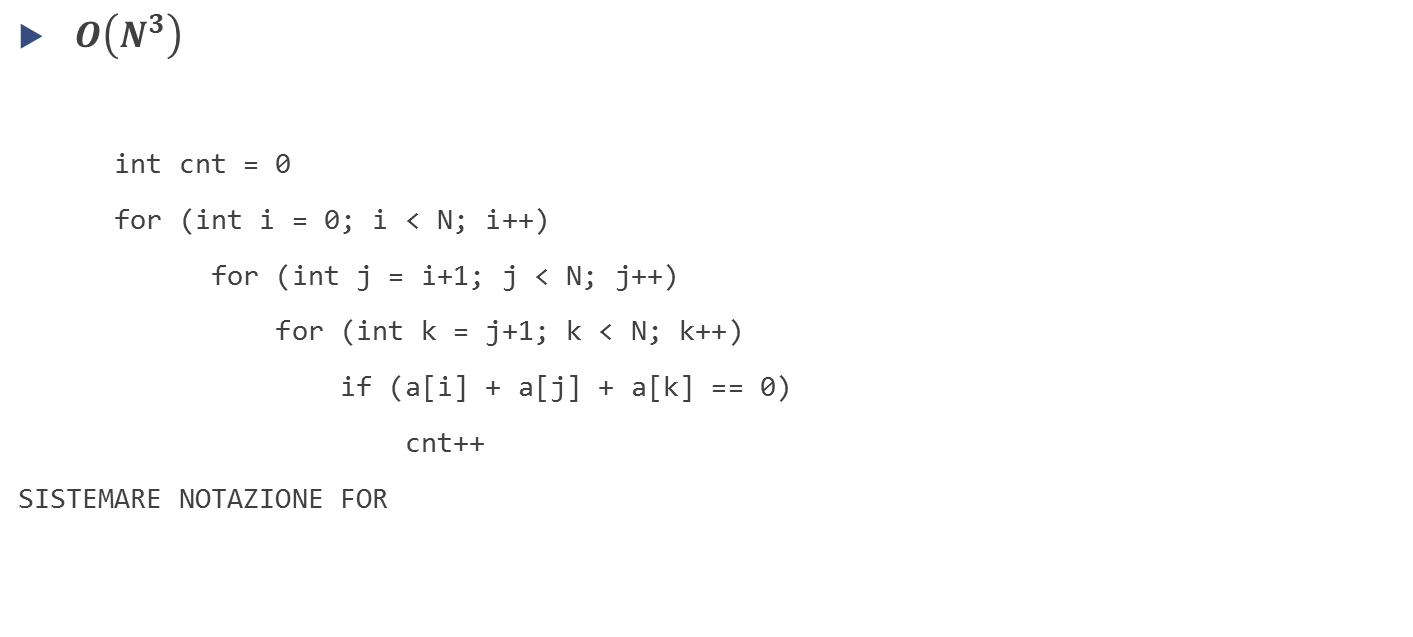 ▶ O(N³)
int cnt = 0
for (int i = 0; i < N; i++)
for (int j = i+1; j < N; j++)
for (int k = j+1; k < N; k++)
if (a[i] + a[j] + a[k] == 0)
cnt++
SISTEMARE NOTAZIONE FOR